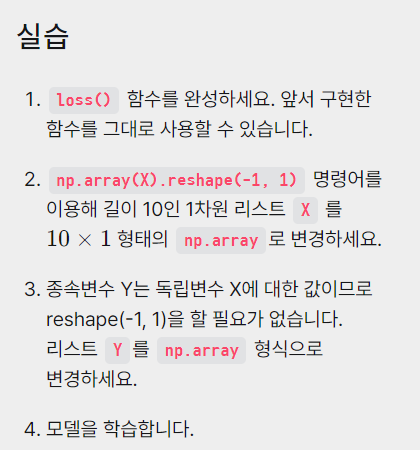 실습
1. loss() 함수를 완성하세요. 앞서 구현한
함수를 그대로 사용할 수 있습니다.
2. np.array(X).reshape(-1, 1) 명령어를
이용해 길이 10인 1차원 리스트 X 를
10 × 1 형태의 np.array 로 변경하세요.
3. 종속변수 Y는 독립변수 X에 대한 값이므로
reshape(-1, 1)을 할 필요가 없습니다.
리스트 Y 를 np.array 형식으로
변경하세요.
4. 모델을 학습합니다.